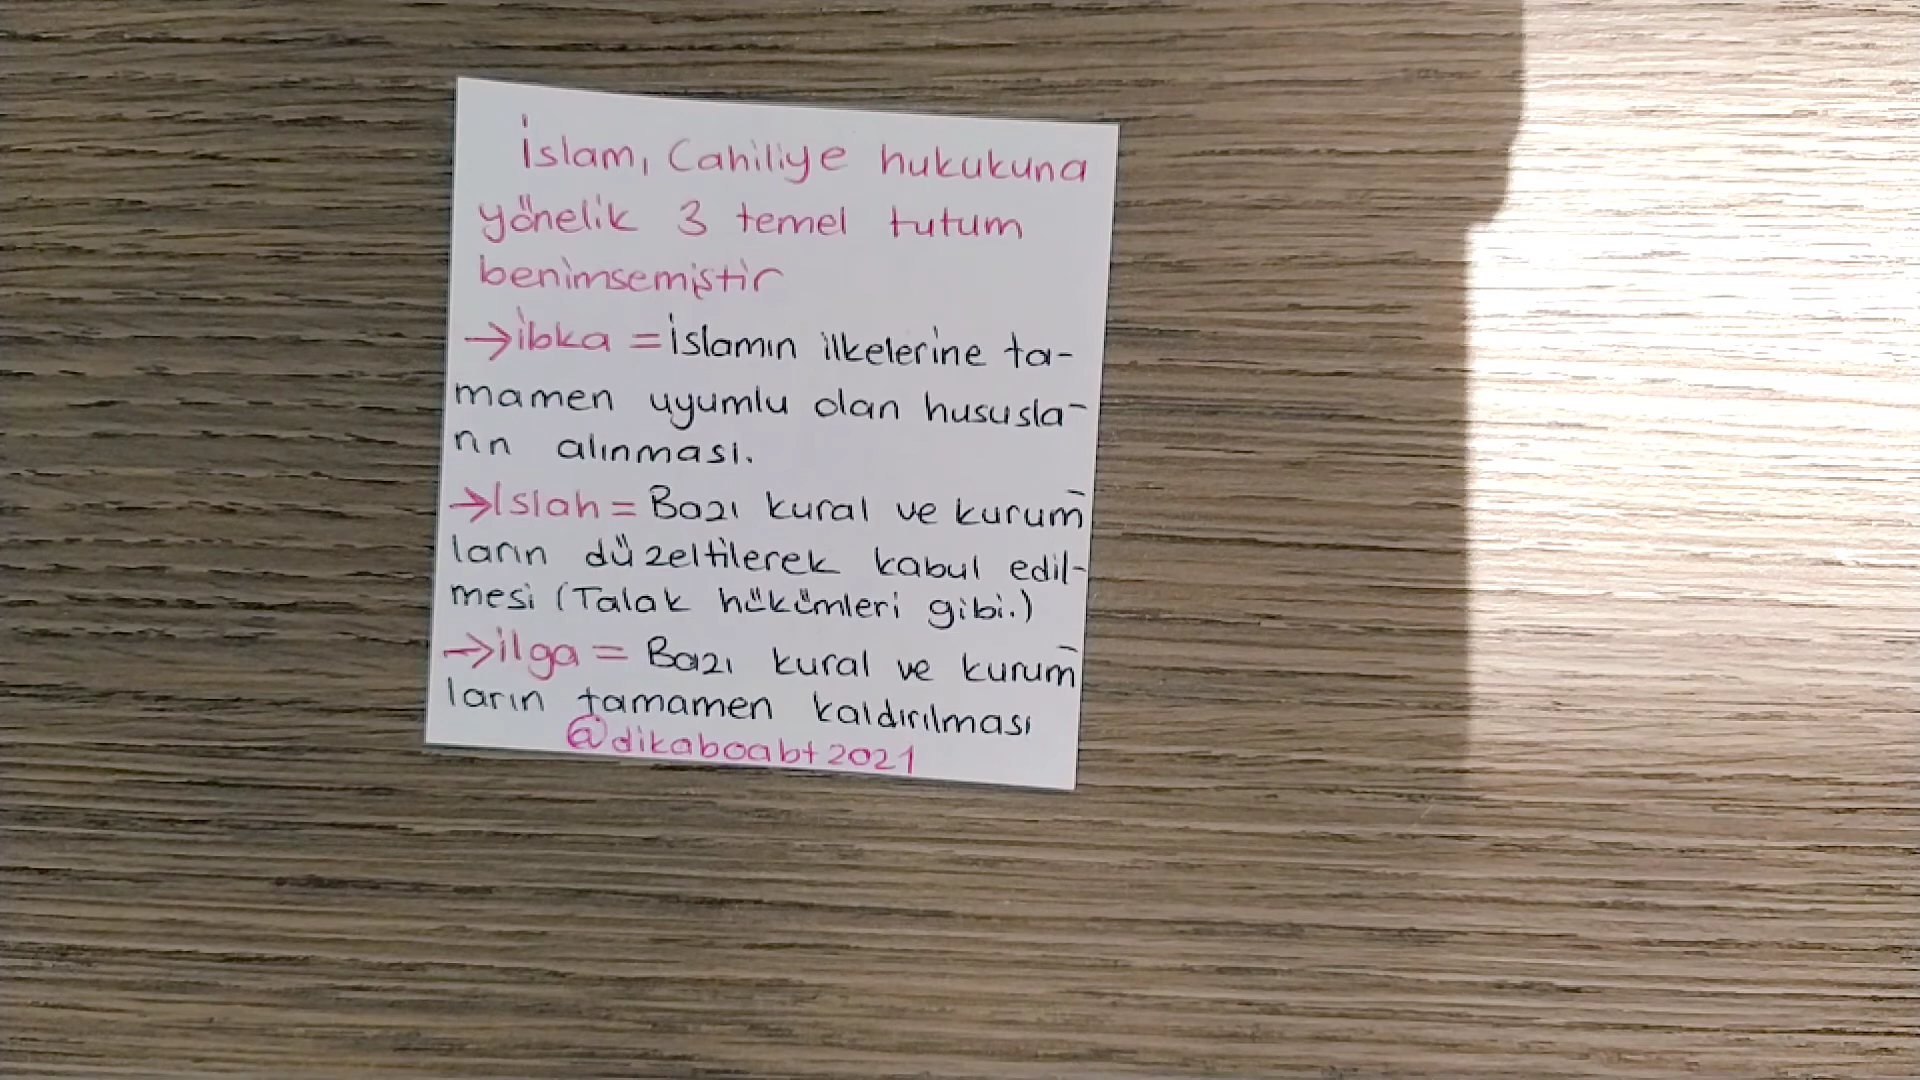 İslam, Cahiliye hukukuna
yönelik 3 temel tutum
benimsemiştir
→ibka = İslamın ilkelerine ta-
mamen uyumlu olan hususla-
rın alınması.
→Islah = Bazı kural ve kurum-
ların düzeltilerek kabul edil-
mesi (Talak hükümleri gibi.)
→ilga = Bazı kural ve kurum-
ların tamamen kaldırılması
@dikaboabt2021